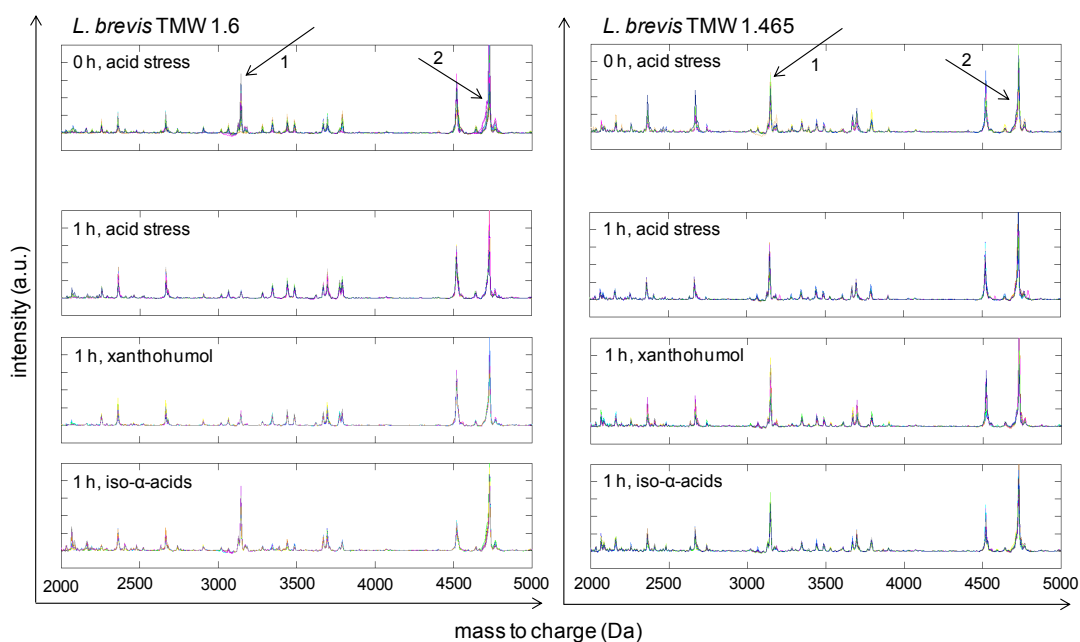 L. brevis TMW 1.6
0 h, acid stress
1
2
1 h, acid stress
1 h, xanthohumol
1 h, iso-α-acids
2000 2500 3000 3500 4000 4500 5000
L. brevis TMW 1.465
0 h, acid stress
1
2
1 h, acid stress
1 h, xanthohumol
1 h, iso-α-acids
2000 2500 3000 3500 4000 4500 5000
intensity (a.u.)
mass to charge (Da)